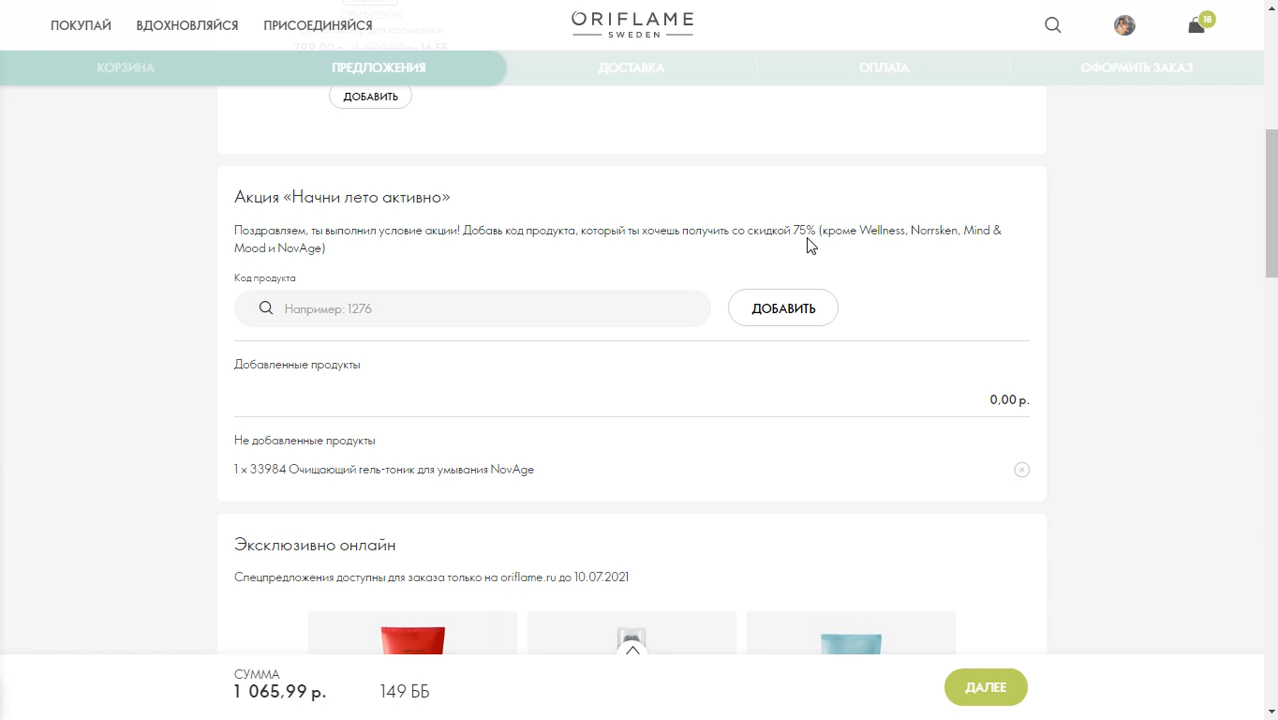 ПОКУПАЙ ВДОХНОВЛЯЙСЯ ПРИСОЕДИНЯЙСЯ
ORIFLAME
SWEDEN
18
КОРЗИНА ПРЕДЛОЖЕНИЯ ДОСТАВКА ОПЛАТА ОФОРМИТЬ ЗАКАЗ
ДОБАВИТЬ
Акция «Начни лето активно»
Поздравляем, ты выполнил условие акции! Добавь код продукта, который ты хочешь получить со скидкой 75% (кроме Wellness, Norrsken, Mind &
Mood и NovAge)
Код продукта
Например: 1276
ДОБАВИТЬ
Добавленные продукты
0,00 р.
Не добавленные продукты
1 x 33984 Очищающий гель-тоник для умывания NovAge
Эксклюзивно онлайн
Спецпредложения доступны для заказа только на oriflame.ru до 10.07.2021
СУММА
1 065,99 р. 149 ББ
ДАЛЕЕ